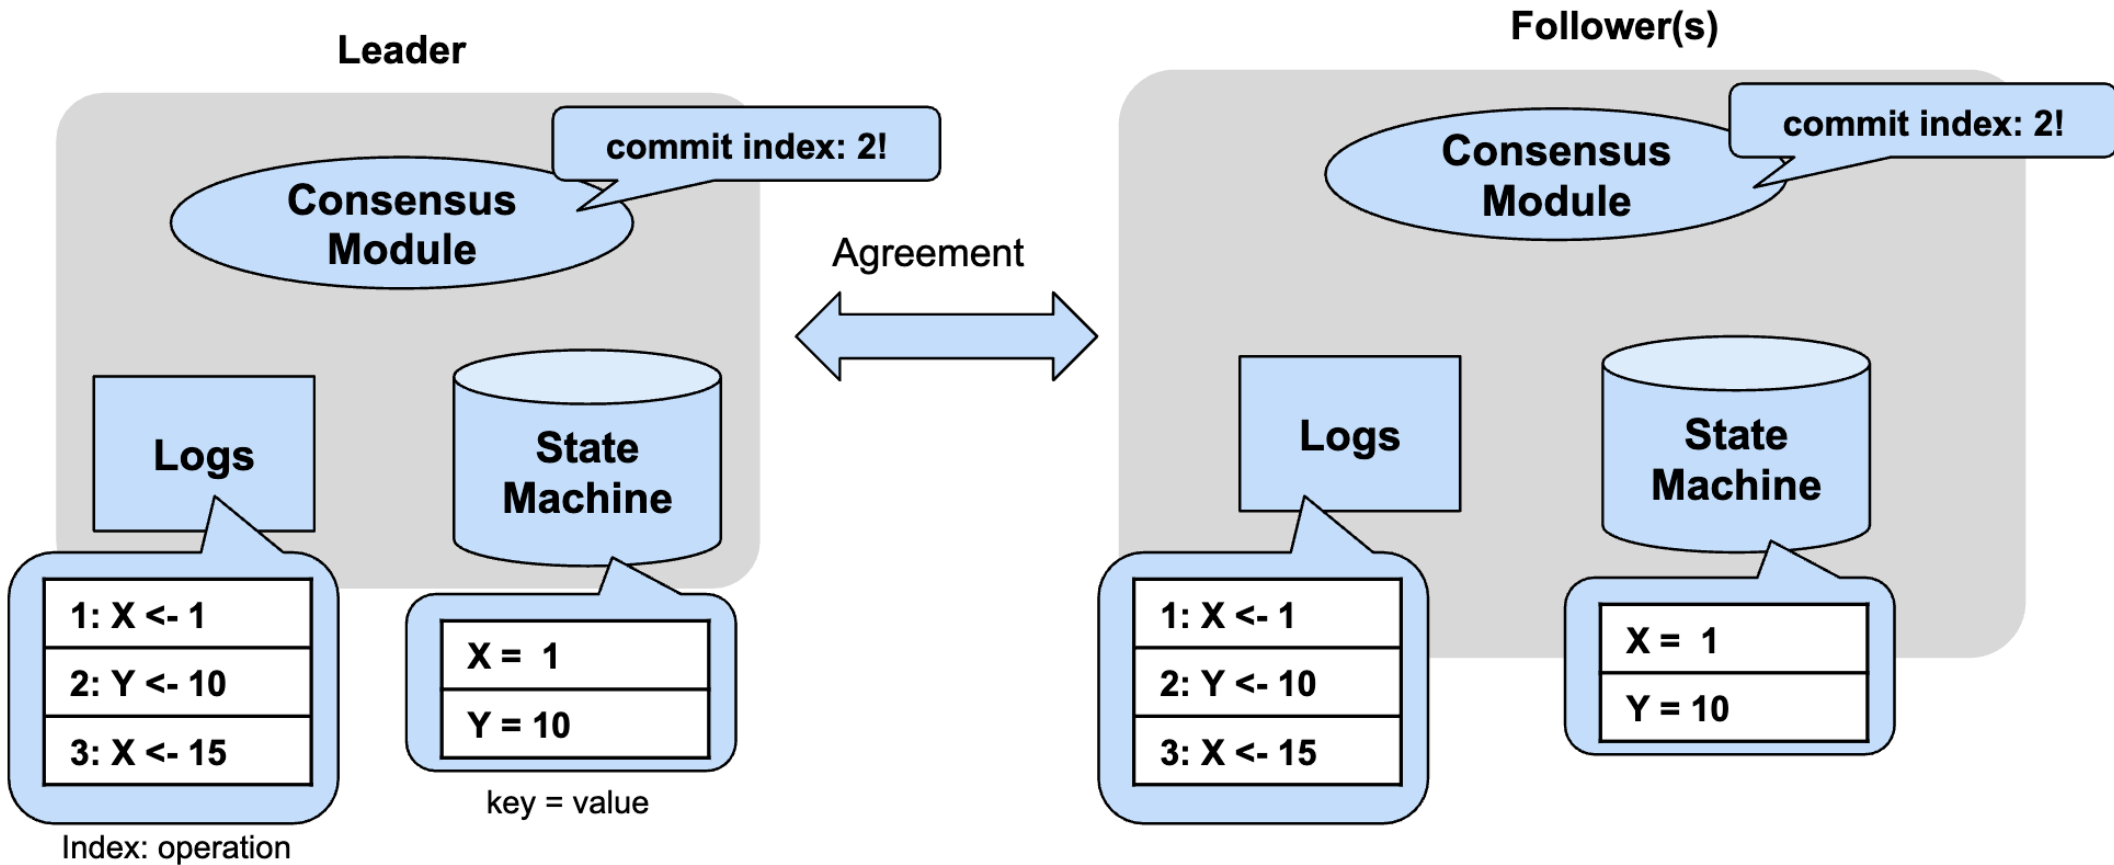 Leader
commit index: 2!
Consensus
Module
Logs
State
Machine
1: X <- 1
2: Y <- 10
3: X <- 15
Index: operation
X = 1
Y = 10
key = value
Agreement
Follower(s)
commit index: 2!
Consensus
Module
Logs
State
Machine
1: X <- 1
2: Y <- 10
3: X <- 15
X = 1
Y = 10